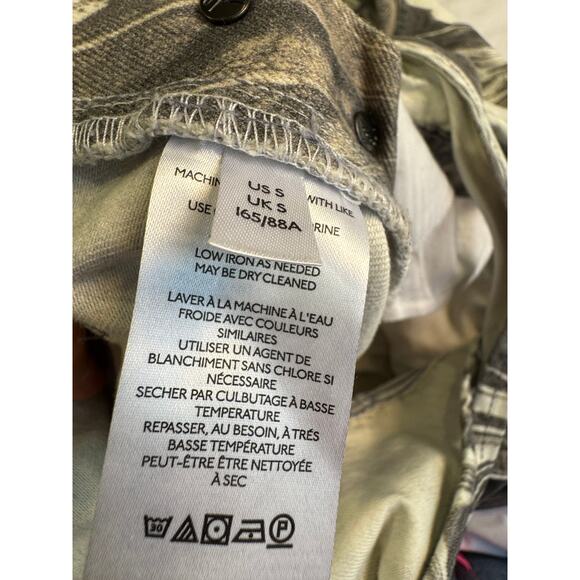 US S
UK S
165/88A
MACHIN WITH LIKE
USE
LOW IRON AS NEEDED
MAY BE DRY CLEANED
LAVER À LA MACHINE À L'EAU
FROIDE AVEC COULEURS
SIMILAIRES
UTILISER UN AGENT DE
BLANCHIMENT SANS CHLORE SI
NÉCESSAIRE
SECHER PAR CULBUTAGE À BASSE
TEMPERATURE
REPASSER, AU BESOIN, À TRÉS
BASSE TEMPÉRATURE
PEUT-ÊTRE ÊTRE NETTOYÉE
À SEC
30 P